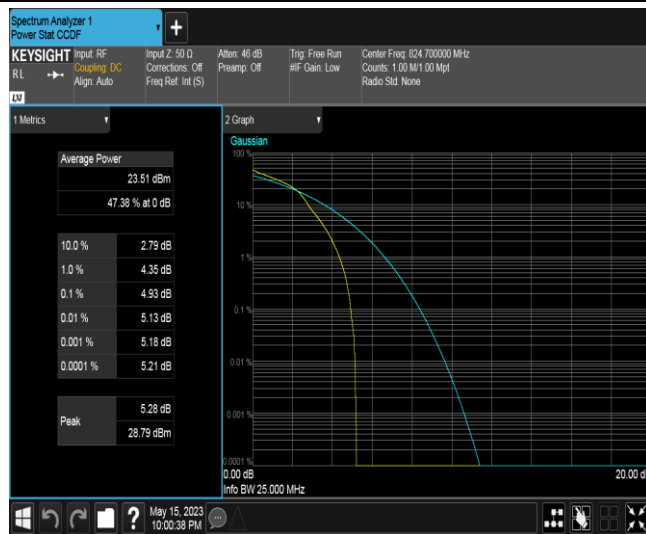 Spectrum Analyzer 1
Power Stat CCDF
+
KEYSIGHT
RL
LXI
Input: RF
Coupling: DC
Align: Auto
Input Z: 50 Ω
Corrections: Off
Freq Ref: Int (S)
Atten: 46 dB
Preamp: Off
Trig: Free Run
#IF Gain: Low
Center Freq: 824.700000 MHz
Counts: 1.00 M/1.00 Mpt
Radio Std: None
1 Metrics
Average Power
23.51 dBm
47.38 % at 0 dB
10.0 % 2.79 dB
1.0 % 4.35 dB
0.1 % 4.93 dB
0.01 % 5.13 dB
0.001 % 5.18 dB
0.0001 % 5.21 dB
Peak
5.28 dB
28.79 dBm
2 Graph
Gaussian
100 %
10 %
1 %
0.1 %
0.01 %
0.001 %
0.0001 %
0.00 dB
20.00 d
Info BW 25.000 MHz
?
May 15, 2023
10:00:38 PM